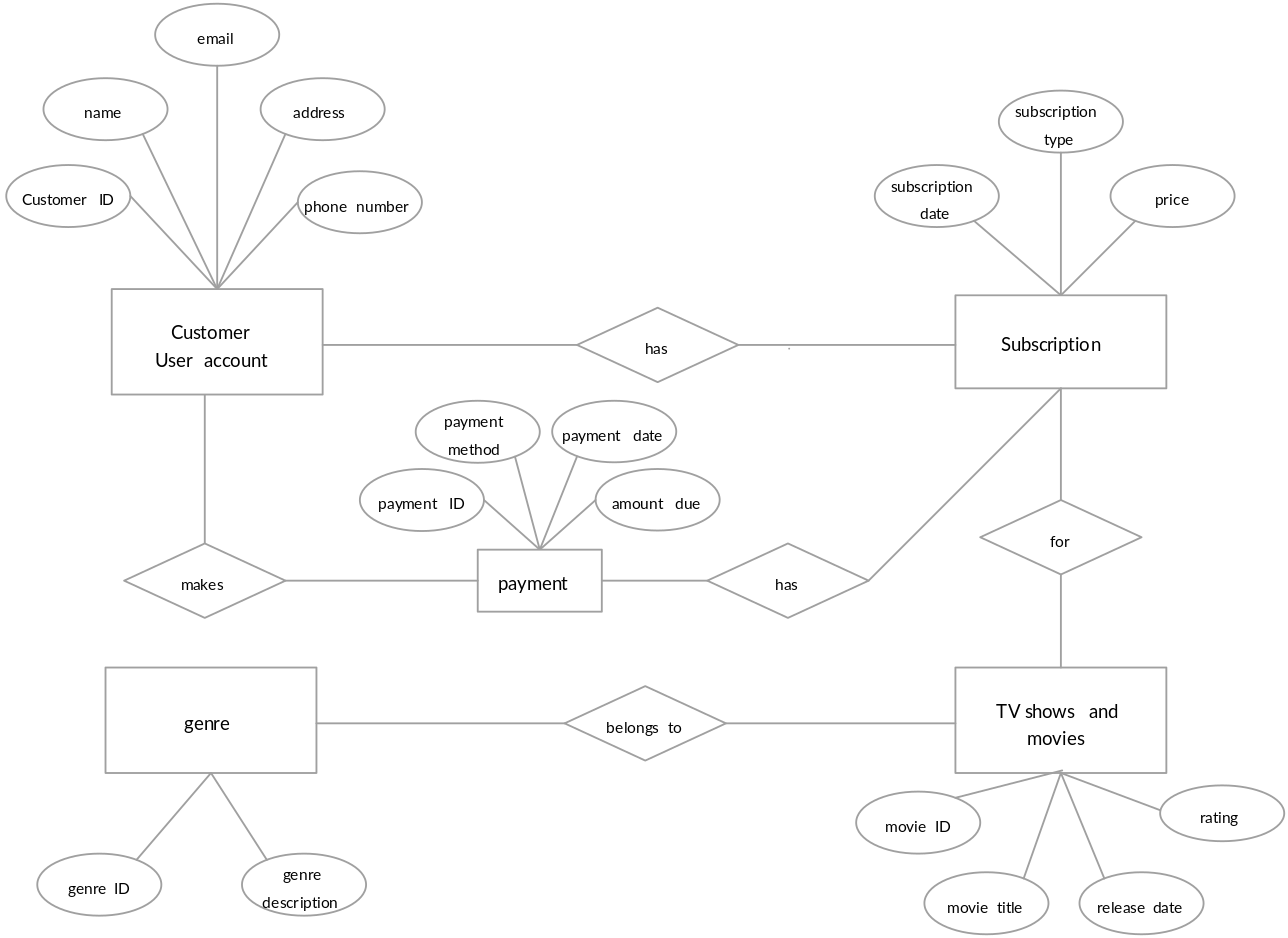 email
name
address
Customer ID
phone number
subscription
type
subscription
date
price
Customer
User account
has
Subscription
payment
method
payment date
payment ID
amount due
makes
payment
has
for
genre
belongs to
TV shows and
movies
movie ID
rating
genre ID
genre
description
movie title
release date